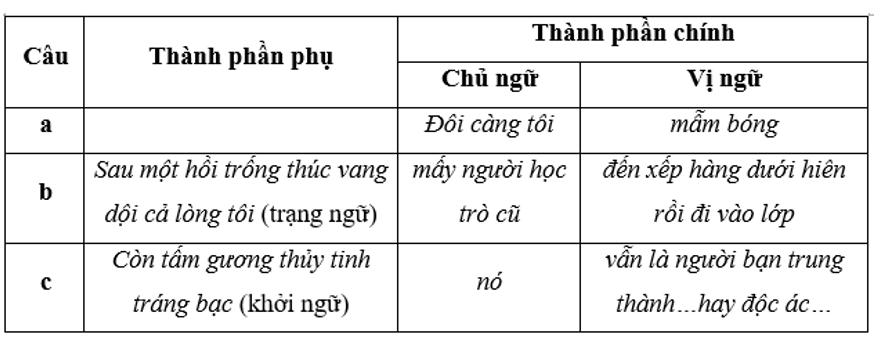 Câu Thành phần phụ Thành phần chính
Chủ ngữ Vị ngữ
a Đôi càng tôi mẫm bóng
b Sau một hồi trống thúc vang dội cả lòng tôi (trạng ngữ) mấy người học trò cũ đến xếp hàng dưới hiên rồi đi vào lớp
c Còn tấm gương thủy tinh tráng bạc (khởi ngữ) nó vẫn là người bạn trung thành...hay độc ác...